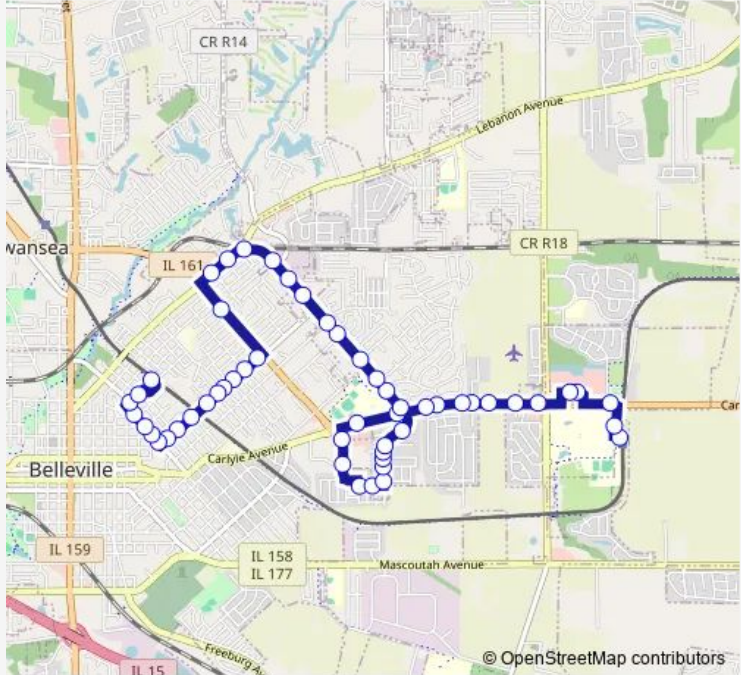 CR R14
Lebanon Avenue
wansea
IL 161
CR R18
Car
Carlyle Avenue
Belleville
IL 159
IL 158
IL 177
Mascoutah Avenue
Freeburg A
IL 15
© OpenStreetMap contributors